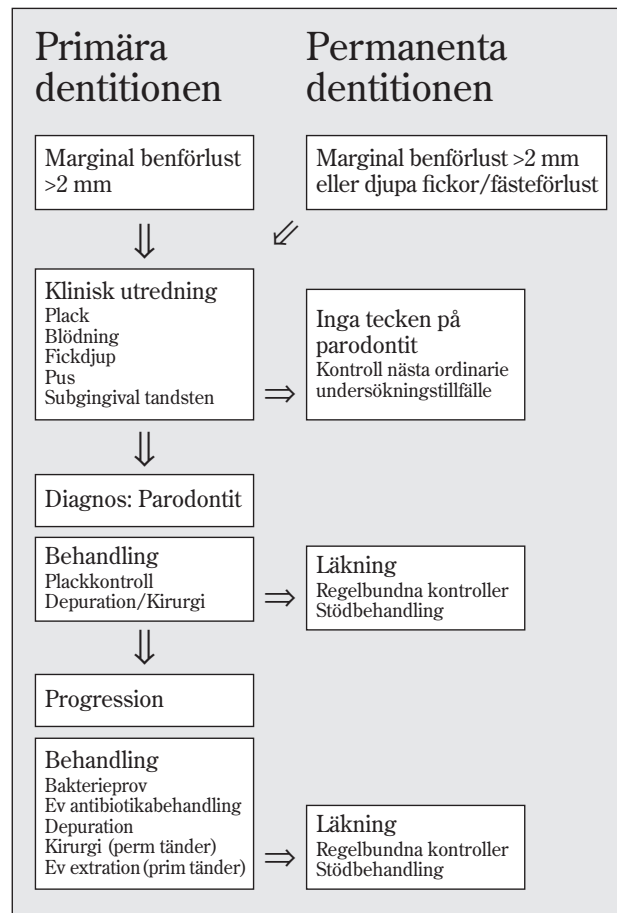 Primära
dentitionen
Permanenta
dentitionen
Marginal benförlust
>2 mm
Marginal benförlust >2 mm
eller djupa fickor/fästeförlust
Klinisk utredning
Plack
Blödning
Fickdjup
Pus
Subgingival tandsten
Inga tecken på
parodontit
Kontroll nästa ordinarie
undersökningstillfälle
Diagnos: Parodontit
Behandling
Plackkontroll
Depuration/Kirurgi
Läkning
Regelbundna kontroller
Stödbehandling
Progression
Behandling
Bakterieprov
Ev antibiotikabehandling
Depuration
Kirurgi (perm tänder)
Ev extration (prim tänder)
Läkning
Regelbundna kontroller
Stödbehandling